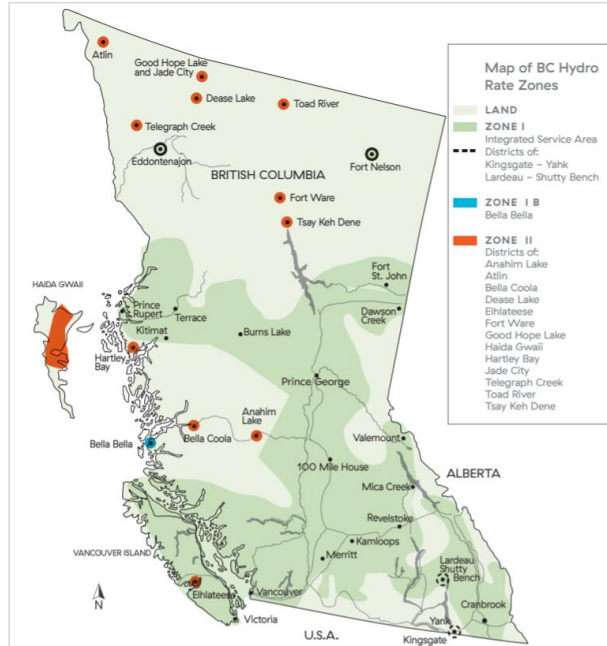 Atlin
Good Hope Lake
and Jade City
Dease Lake
Toad River
Telegraph Creek
Eddontenajon
Fort Nelson
BRITISH COLUMBIA
Fort Ware
Tsay Keh Dene
Fort
St. John
HAIDA GWAII
Prince
Rupert
Terrace
Dawson
Creek
Kitimat
Burns Lake
Hartley
Bay
Prince George
Anahim
Lake
Bella Coola
Bella Bella
Valemount
100 Mile House
ALBERTA
Mica Creek
Revelstoke
VANCOUVER ISLAND
Kamloops
Lardeau
Shutty
Bench
Merritt
Elhlateesa
Vancouver
Cranbrook
N
Victoria
Yank
U.S.A.
Kingsgate
Map of BC Hydro
Rate Zones
LAND
ZONE I
Integrated Service Area
Districts of:
Kingsgate – Yahk
Lardeau – Shutty Bench
ZONE I B
Bella Bella
ZONE II
Districts of:
Anahim Lake
Atlin
Bella Coola
Dease Lake
Elhlateese
Fort Ware
Good Hope Lake
Haida Gwaii
Hartley Bay
Jade City
Telegraph Creek
Toad River
Tsay Keh Dene